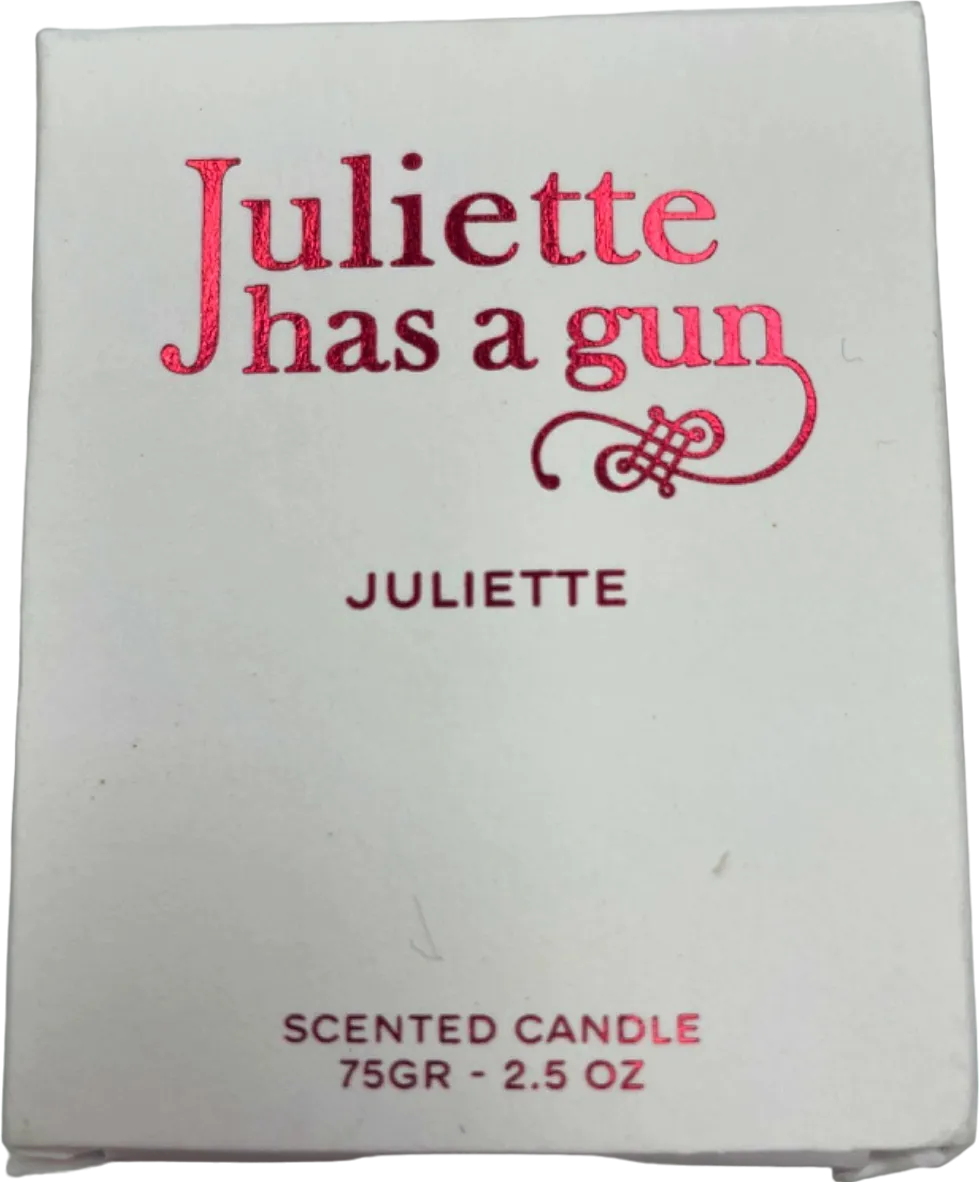 Juliette
has a gun
JULIETTE
SCENTED CANDLE
75GR - 2.5 OZ